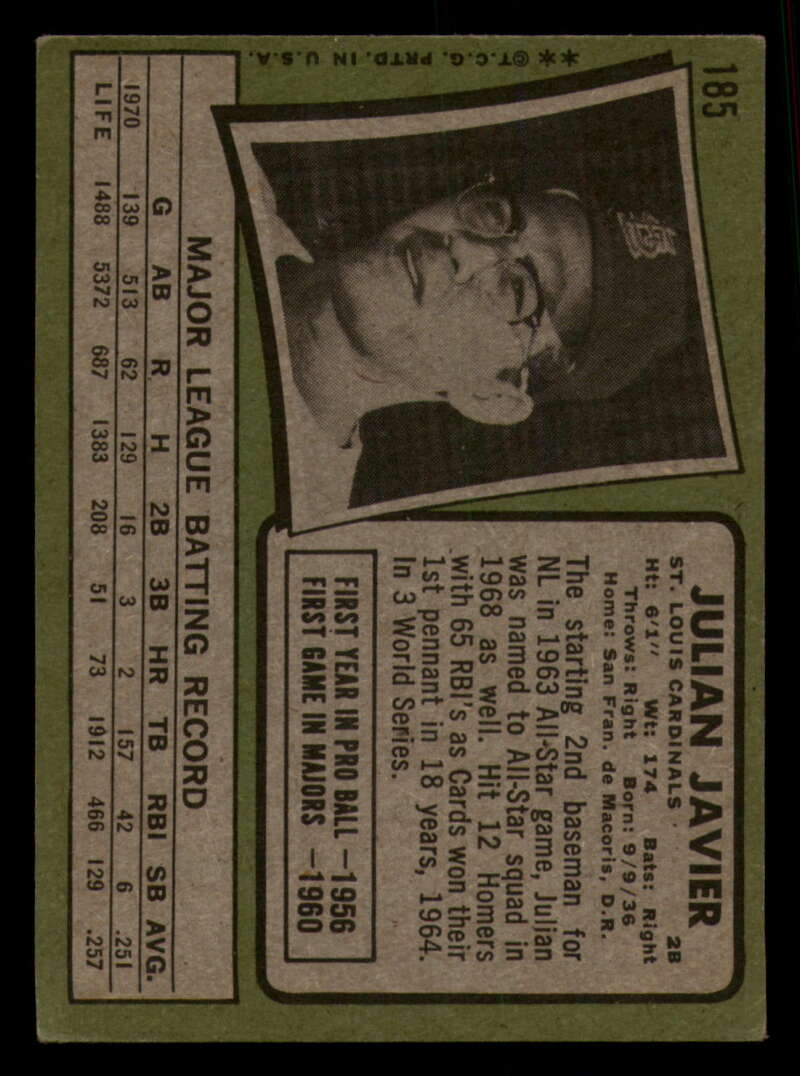 185
JULIAN JAVIER
ST. LOUIS CARDINALS · 2B
Ht: 6'1" Wt: 174 Bats: Right
Throws: Right Born: 9/9/36
Home: San Fran. de Macoris, D.R.
The starting 2nd baseman for
NL in 1963 All-Star game, Julian
was named to All-Star squad in
1968 as well. Hit 12 Homers
with 65 RBI's as Cards won their
1st pennant in 18 years, 1964.
In 3 World Series.
FIRST YEAR IN PRO BALL —1956
FIRST GAME IN MAJORS —1960
**©T.C.G. PRTD. IN U.S.A.
MAJOR LEAGUE BATTING RECORD
G AB R H 2B 3B HR TB RBI SB AVG.
1970 139 513 62 129 16 3 2 157 42 6 .251
LIFE 1488 5372 687 1383 208 51 73 1912 466 129 .257